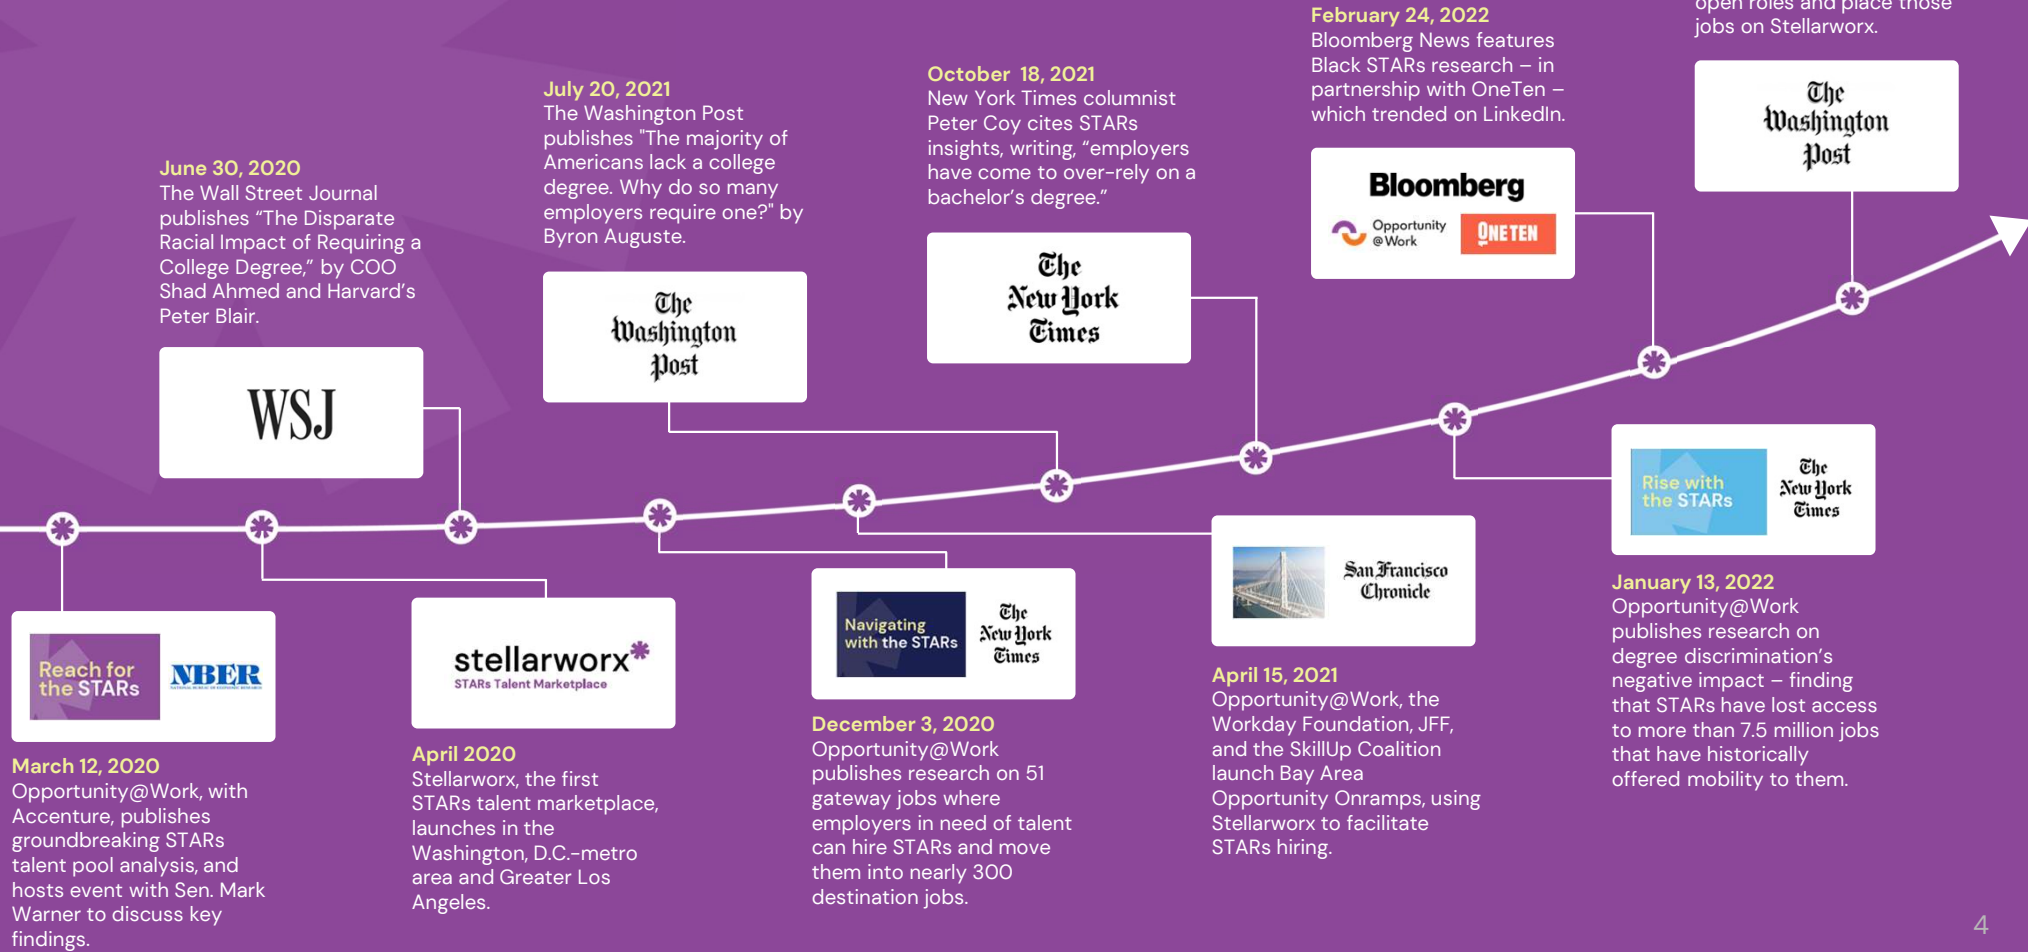 March 12, 2020
Opportunity@Work, with
Accenture, publishes
groundbreaking STARs
talent pool analysis, and
hosts event with Sen. Mark
Warner to discuss key
findings.
Reach for
the STARs
NBER
NATIONAL BUREAU OF ECONOMIC RESEARCH
stellarworx
STARs Talent Marketplace
April 2020
Stellarworx, the first
STARs talent marketplace,
launches in the
Washington, D.C.-metro
area and Greater Los
Angeles.
June 30, 2020
The Wall Street Journal
publishes “The Disparate
Racial Impact of Requiring a
College Degree,” by COO
Shad Ahmed and Harvard’s
Peter Blair.
WSJ
Navigating
with the STARs
The
New York
Times
December 3, 2020
Opportunity@Work
publishes research on 51
gateway jobs where
employers in need of talent
can hire STARs and move
them into nearly 300
destination jobs.
San Francisco
Chronicle
April 15, 2021
Opportunity@Work, the
Workday Foundation, JFF,
and the SkillUp Coalition
launch Bay Area
Opportunity Onramps, using
Stellarworx to facilitate
STARs hiring.
July 20, 2021
The Washington Post
publishes "The majority of
Americans lack a college
degree. Why do so many
employers require one?" by
Byron Auguste.
The
Washington
Post
October 18, 2021
New York Times columnist
Peter Coy cites STARs
insights, writing, “employers
have come to over-rely on a
bachelor’s degree.”
The
New York
Times
Rise with
the STARs
The
New York
Times
January 13, 2022
Opportunity@Work
publishes research on
degree discrimination’s
negative impact – finding
that STARs have lost access
to more than 7.5 million jobs
that have historically
offered mobility to them.
February 24, 2022
Bloomberg News features
Black STARs research – in
partnership with OneTen –
which trended on LinkedIn.
Bloomberg
Opportunity
@Work
ONETEN
open roles and place those
jobs on Stellarworx.
The
Washington
Post
4